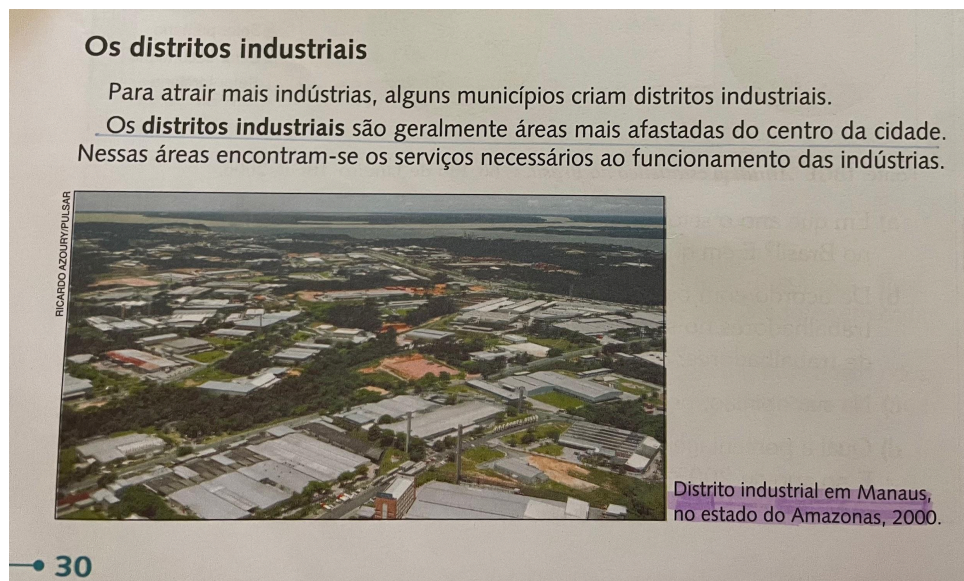 Os distritos industriais
Para atrair mais indústrias, alguns municípios criam distritos industriais.
Os distritos industriais são geralmente áreas mais afastadas do centro da cidade.
Nessas áreas encontram-se os serviços necessários ao funcionamento das indústrias.
RICARDO AZOURY/PULSAR
Distrito industrial em Manaus,
no estado do Amazonas, 2000.
30